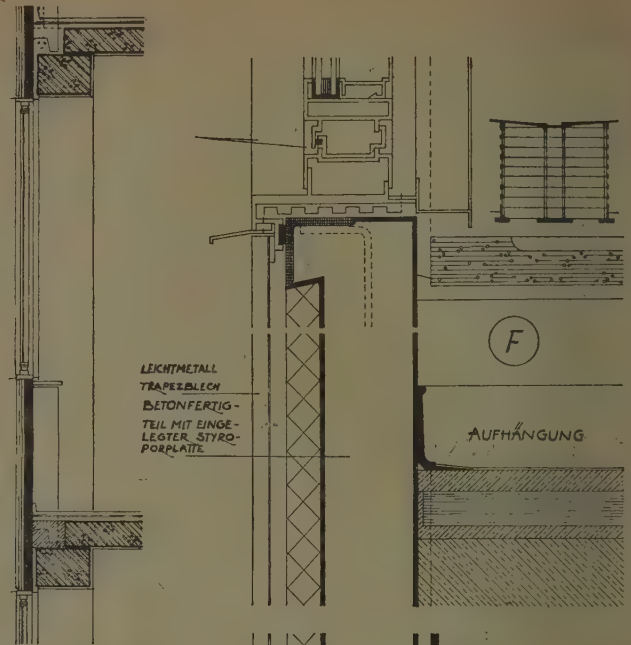 LEICHTMETALL
TRAPEZBLECH
BETONFERTIG-
TEIL MIT EINGE-
LEGTER STYRO-
PORPLATTE
F
AUFHÄNGUNG